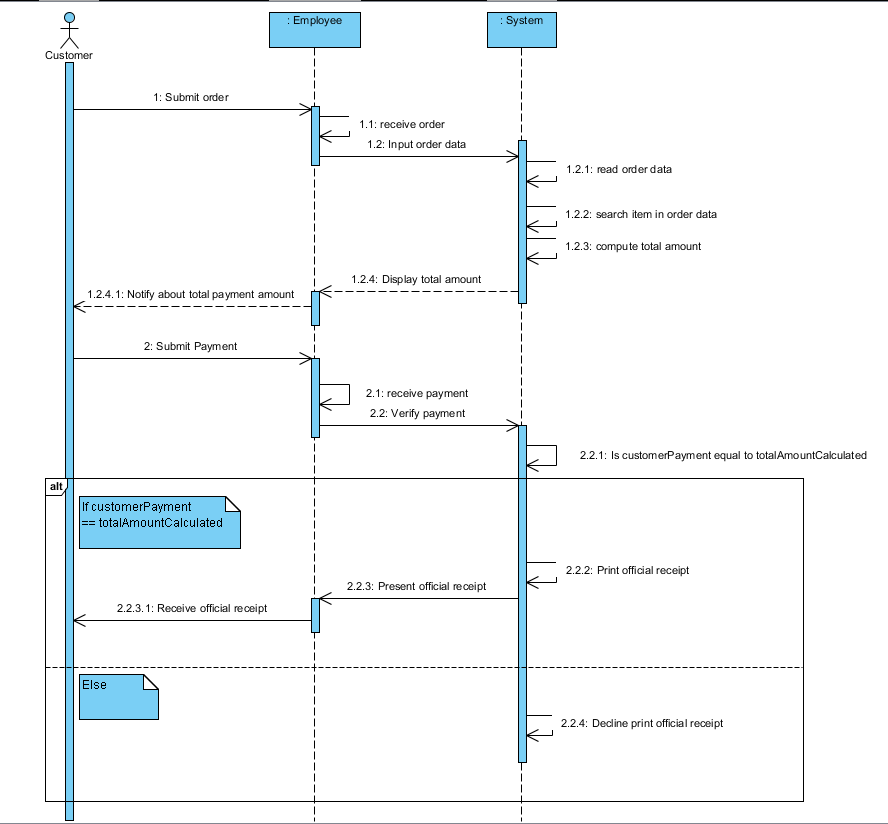 : Employee
: System
Customer
1: Submit order
1.1: receive order
1.2: Input order data
1.2.1: read order data
1.2.2: search item in order data
1.2.3: compute total amount
1.2.4: Display total amount
1.2.4.1: Notify about total payment amount
2: Submit Payment
2.1: receive payment
2.2: Verify payment
2.2.1: Is customerPayment equal to totalAmountCalculated
alt
If customerPayment
== totalAmountCalculated
2.2.2: Print official receipt
2.2.3: Present official receipt
2.2.3.1: Receive official receipt
Else
2.2.4: Decline print official receipt